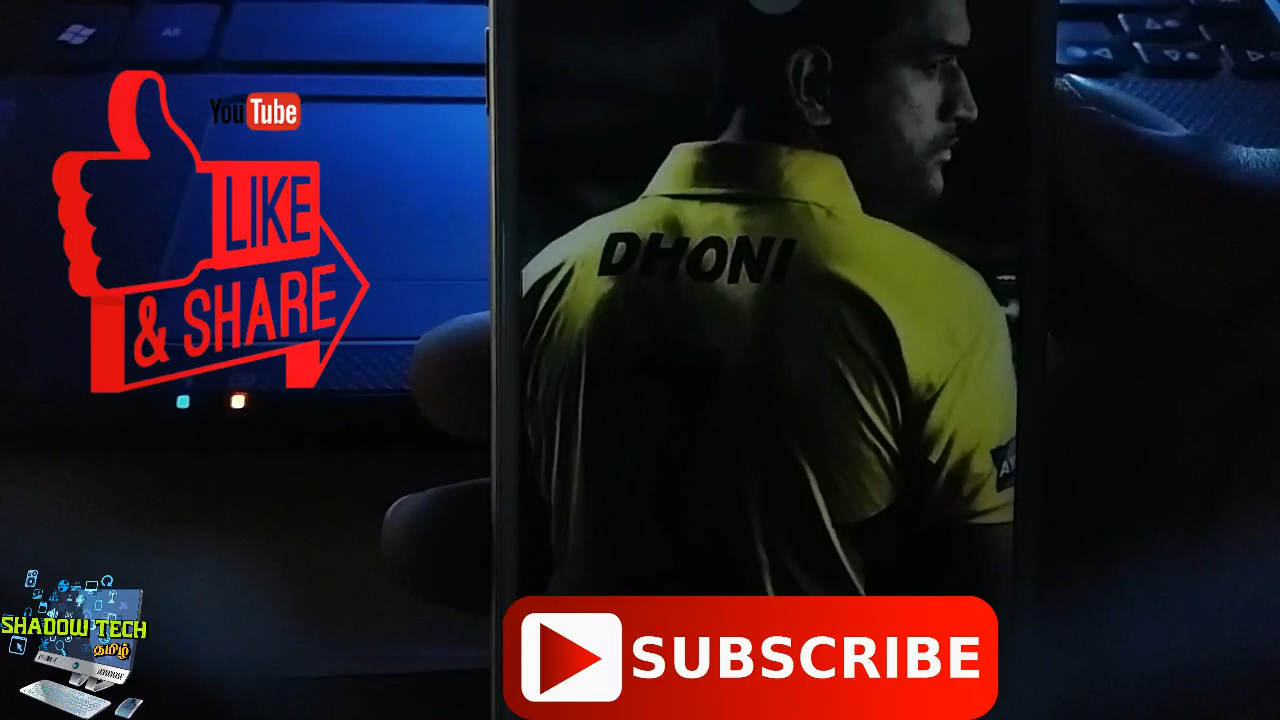 YouTube
LIKE
& SHARE
DHONI
SHADOW TECH
தமிழ்
SUBSCRIBE